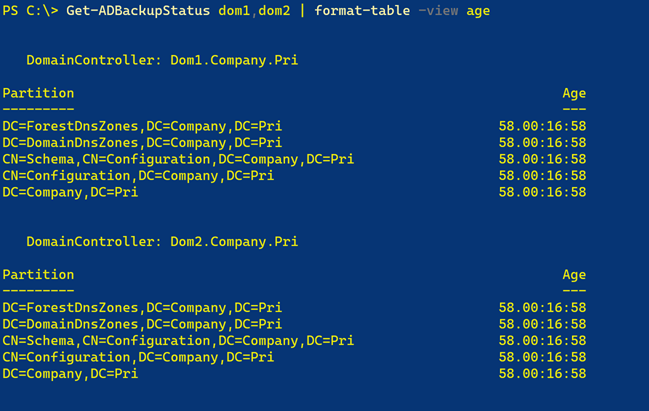 PS C:\> Get-ADBackupStatus dom1,dom2 | format-table -view age
DomainController: Dom1.Company.Pri
Partition Age
--------- ---
DC=ForestDnsZones,DC=Company,DC=Pri 58.00:16:58
DC=DomainDnsZones,DC=Company,DC=Pri 58.00:16:58
CN=Schema,CN=Configuration,DC=Company,DC=Pri 58.00:16:58
CN=Configuration,DC=Company,DC=Pri 58.00:16:58
DC=Company,DC=Pri 58.00:16:58
DomainController: Dom2.Company.Pri
Partition Age
--------- ---
DC=ForestDnsZones,DC=Company,DC=Pri 58.00:16:58
DC=DomainDnsZones,DC=Company,DC=Pri 58.00:16:58
CN=Schema,CN=Configuration,DC=Company,DC=Pri 58.00:16:58
CN=Configuration,DC=Company,DC=Pri 58.00:16:58
DC=Company,DC=Pri 58.00:16:58